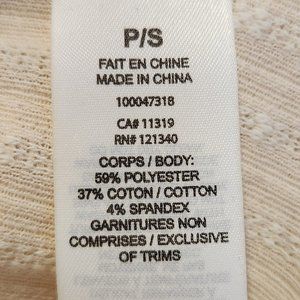 P/S
FAIT EN CHINE
MADE IN CHINA
100047318
CA# 11319
RN# 121340
CORPS / BODY:
59% POLYESTER
37% COTON / COTTON
4% SPANDEX
GARNITURES NON
COMPRISES / EXCLUSIVE
OF TRIMS